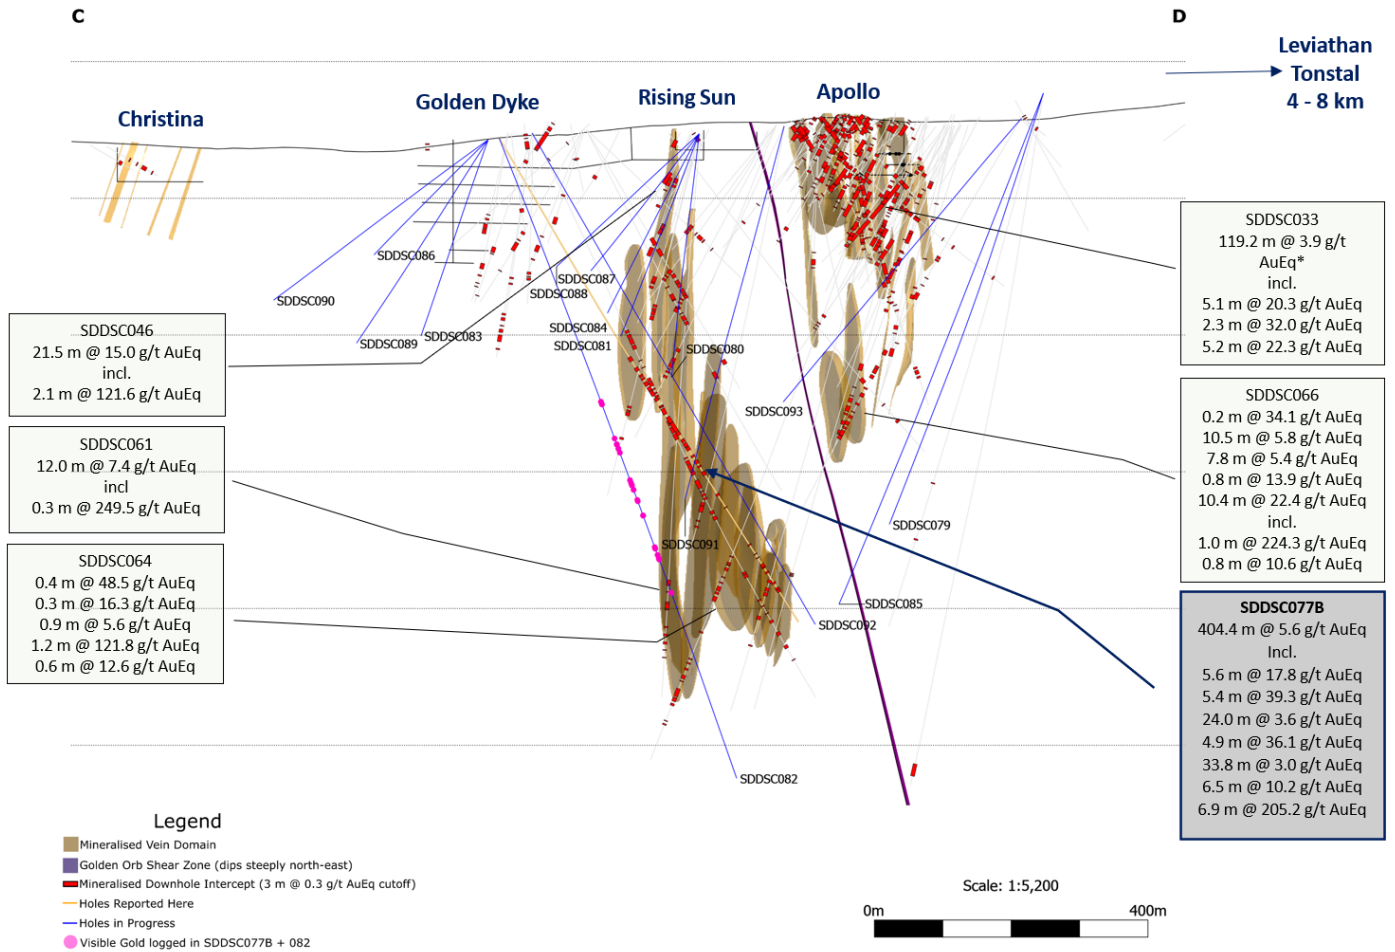 C
D
Leviathan
Tonstal
4 - 8 km
Christina
Golden Dyke
Rising Sun
Apollo
SDDSC086
SDDSC090
SDDSC089
SDDSC083
SDDSC087
SDDSC088
SDDSC084
SDDSC081
SDDSC080
SDDSC093
SDDSC079
SDDSC091
SDDSC085
SDDSC092
SDDSC082
SDDSC046
21.5 m @ 15.0 g/t AuEq
incl.
2.1 m @ 121.6 g/t AuEq
SDDSC061
12.0 m @ 7.4 g/t AuEq
incl
0.3 m @ 249.5 g/t AuEq
SDDSC064
0.4 m @ 48.5 g/t AuEq
0.3 m @ 16.3 g/t AuEq
0.9 m @ 5.6 g/t AuEq
1.2 m @ 121.8 g/t AuEq
0.6 m @ 12.6 g/t AuEq
SDDSC033
119.2 m @ 3.9 g/t
AuEq*
incl.
5.1 m @ 20.3 g/t AuEq
2.3 m @ 32.0 g/t AuEq
5.2 m @ 22.3 g/t AuEq
SDDSC066
0.2 m @ 34.1 g/t AuEq
10.5 m @ 5.8 g/t AuEq
7.8 m @ 5.4 g/t AuEq
0.8 m @ 13.9 g/t AuEq
10.4 m @ 22.4 g/t AuEq
incl.
1.0 m @ 224.3 g/t AuEq
0.8 m @ 10.6 g/t AuEq
SDDSC077B
404.4 m @ 5.6 g/t AuEq
Incl.
5.6 m @ 17.8 g/t AuEq
5.4 m @ 39.3 g/t AuEq
24.0 m @ 3.6 g/t AuEq
4.9 m @ 36.1 g/t AuEq
33.8 m @ 3.0 g/t AuEq
6.5 m @ 10.2 g/t AuEq
6.9 m @ 205.2 g/t AuEq
Legend
Mineralised Vein Domain
Golden Orb Shear Zone (dips steeply north-east)
Mineralised Downhole Intercept (3 m @ 0.3 g/t AuEq cutoff)
Holes Reported Here
Holes in Progress
Visible Gold logged in SDDSC077B + 082
Scale: 1:5,200
0m
400m